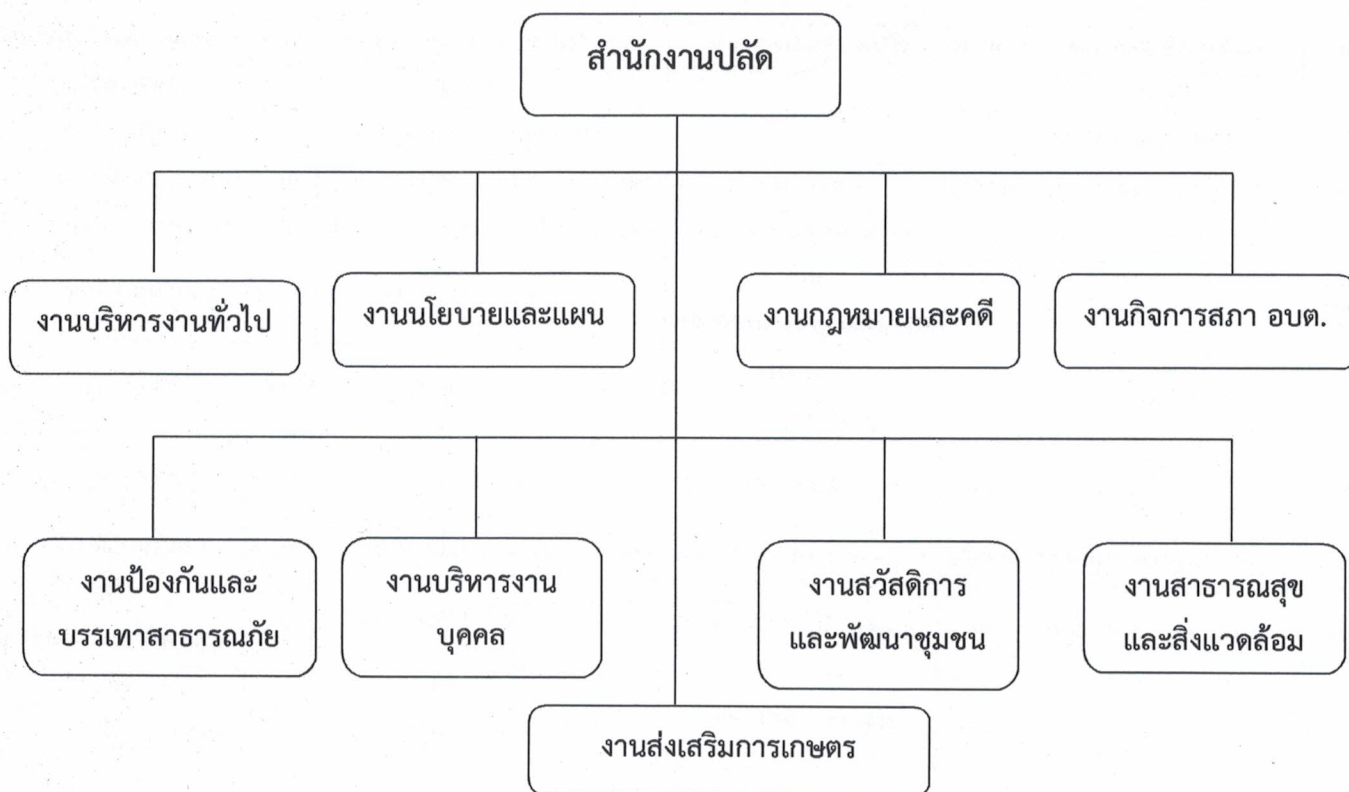 สำนักงานปลัด
งานบริหารงานทั่วไป
งานนโยบายและแผน
งานกฎหมายและคดี
งานกิจการสภา อบต.
งานป้องกันและ
บรรเทาสาธารณภัย
งานบริหารงาน
บุคคล
งานสวัสดิการ
และพัฒนาชุมชน
งานสาธารณสุข
และสิ่งแวดล้อม
งานส่งเสริมการเกษตร